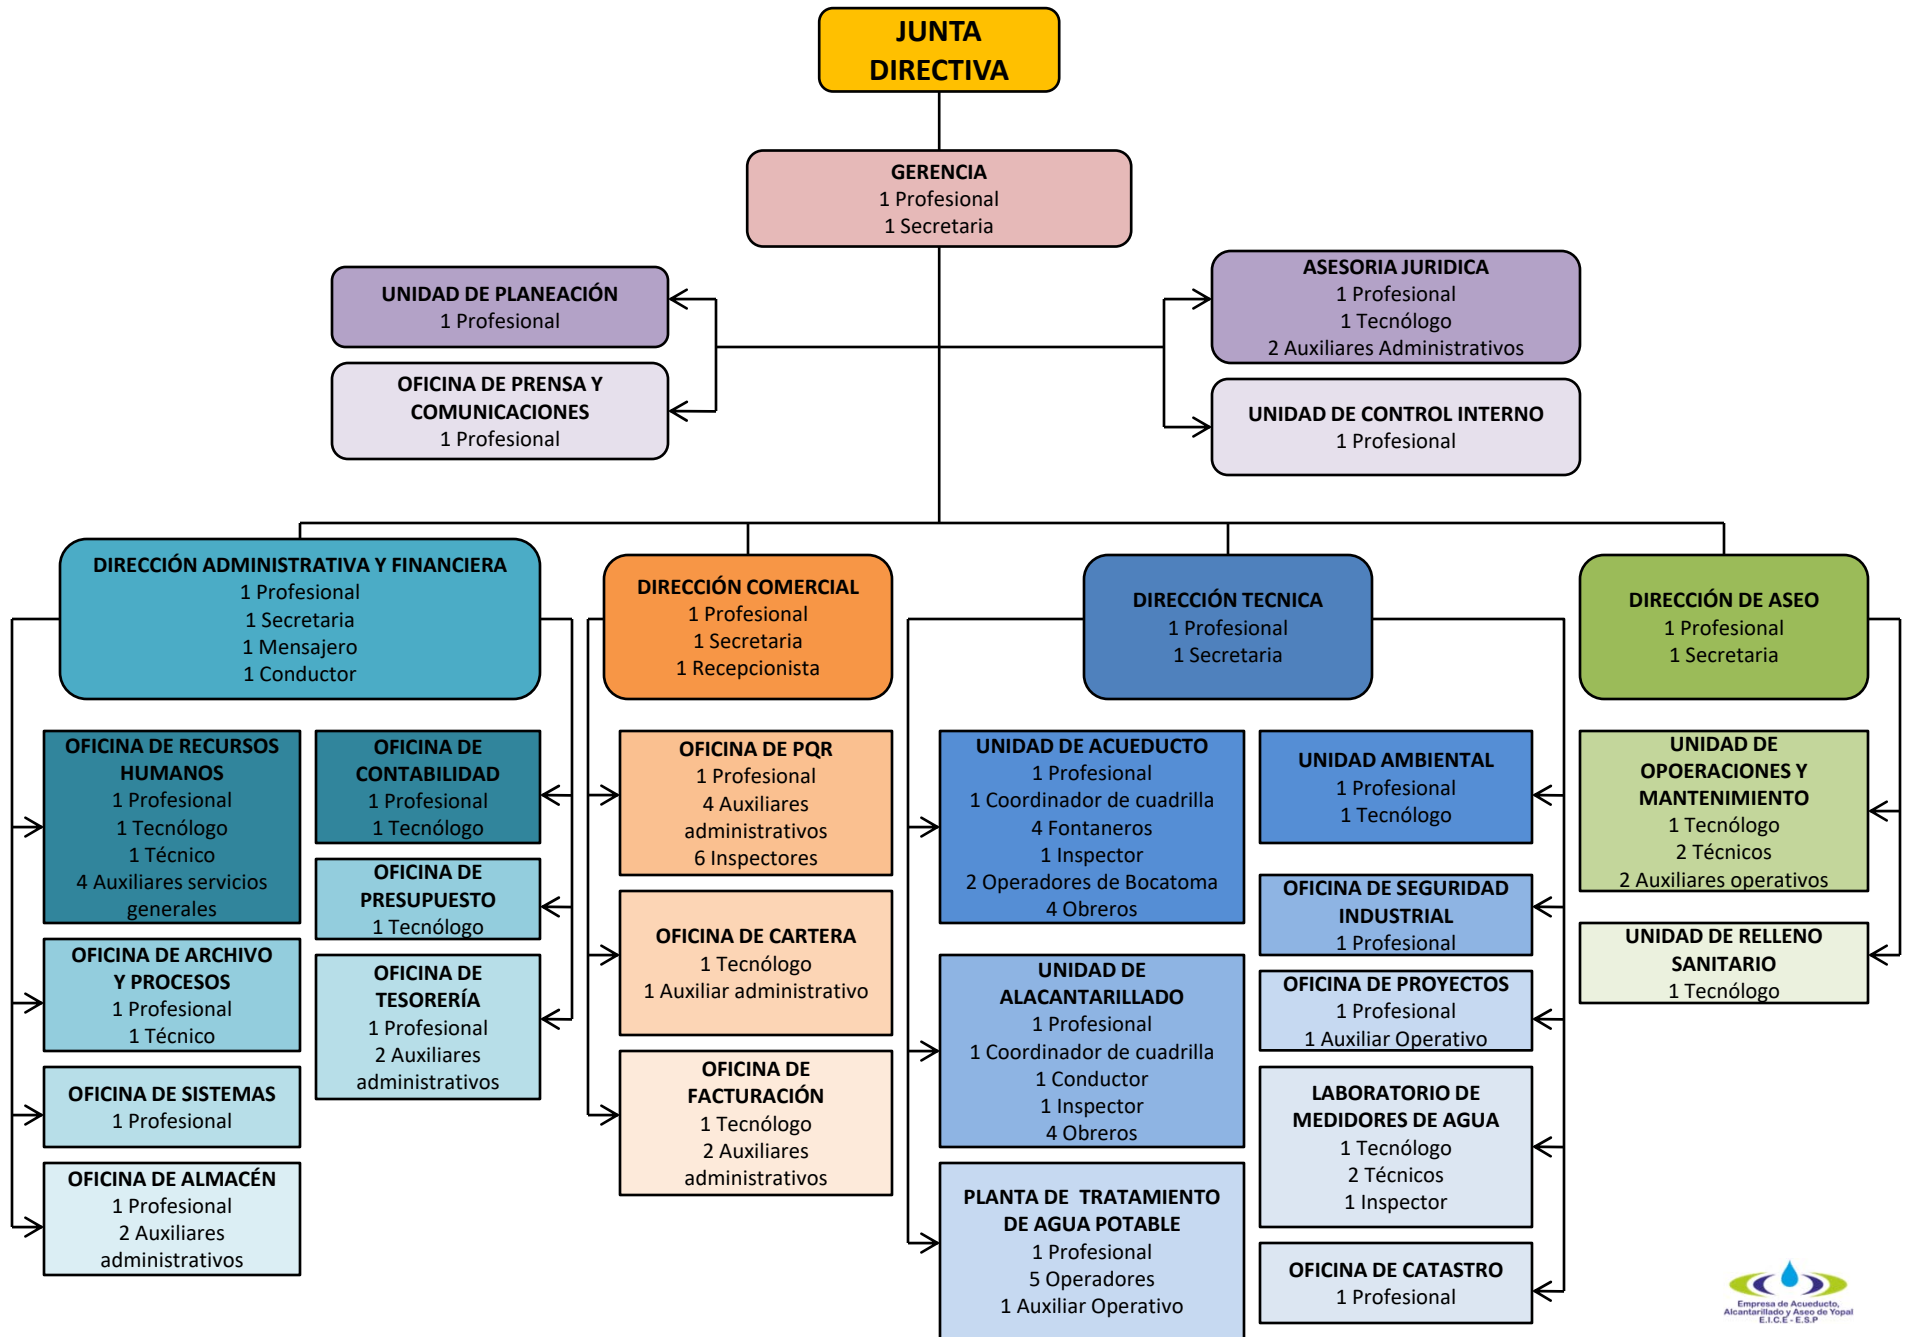 JUNTA
DIRECTIVA
GERENCIA
1 Profesional
1 Secretaria
UNIDAD DE PLANEACIÓN
1 Profesional
OFICINA DE PRENSA Y
COMUNICACIONES
1 Profesional
ASESORIA JURIDICA
1 Profesional
1 Tecnólogo
2 Auxiliares Administrativos
UNIDAD DE CONTROL INTERNO
1 Profesional
DIRECCIÓN ADMINISTRATIVA Y FINANCIERA
1 Profesional
1 Secretaria
1 Mensajero
1 Conductor
OFICINA DE RECURSOS
HUMANOS
1 Profesional
1 Tecnólogo
1 Técnico
4 Auxiliares servicios
generales
OFICINA DE ARCHIVO
Y PROCESOS
1 Profesional
1 Técnico
OFICINA DE SISTEMAS
1 Profesional
OFICINA DE ALMACÉN
1 Profesional
2 Auxiliares
administrativos
OFICINA DE
CONTABILIDAD
1 Profesional
1 Tecnólogo
OFICINA DE
PRESUPUESTO
1 Tecnólogo
OFICINA DE
TESORERÍA
1 Profesional
2 Auxiliares
administrativos
DIRECCIÓN COMERCIAL
1 Profesional
1 Secretaria
1 Recepcionista
OFICINA DE PQR
1 Profesional
4 Auxiliares
administrativos
6 Inspectores
OFICINA DE CARTERA
1 Tecnólogo
1 Auxiliar administrativo
OFICINA DE
FACTURACIÓN
1 Tecnólogo
2 Auxiliares
administrativos
DIRECCIÓN TECNICA
1 Profesional
1 Secretaria
UNIDAD DE ACUEDUCTO
1 Profesional
1 Coordinador de cuadrilla
4 Fontaneros
1 Inspector
2 Operadores de Bocatoma
4 Obreros
UNIDAD DE
ALACANTARILLADO
1 Profesional
1 Coordinador de cuadrilla
1 Conductor
1 Inspector
4 Obreros
PLANTA DE TRATAMIENTO
DE AGUA POTABLE
1 Profesional
5 Operadores
1 Auxiliar Operativo
UNIDAD AMBIENTAL
1 Profesional
1 Tecnólogo
OFICINA DE SEGURIDAD
INDUSTRIAL
1 Profesional
OFICINA DE PROYECTOS
1 Profesional
1 Auxiliar Operativo
LABORATORIO DE
MEDIDORES DE AGUA
1 Tecnólogo
2 Técnicos
1 Inspector
OFICINA DE CATASTRO
1 Profesional
DIRECCIÓN DE ASEO
1 Profesional
1 Secretaria
UNIDAD DE
OPOERACIONES Y
MANTENIMIENTO
1 Tecnólogo
2 Técnicos
2 Auxiliares operativos
UNIDAD DE RELLENO
SANITARIO
1 Tecnólogo
Empresa de Acueducto,
Alcantarillado y Aseo de Yopal
E.I.C.E - E.S.P